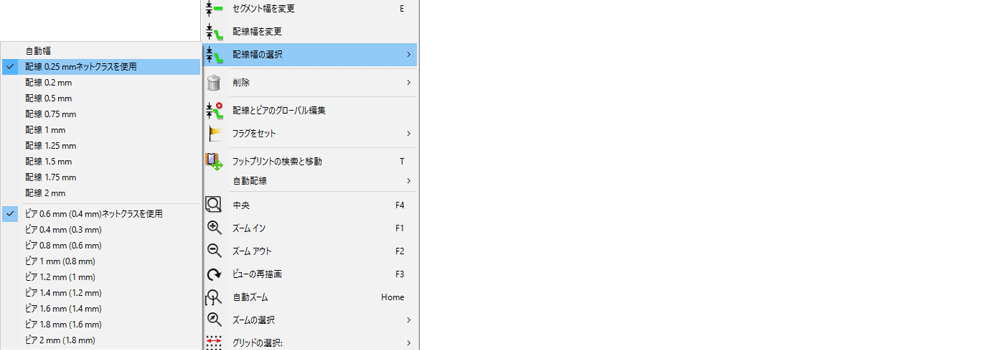 セグメント幅を変更 E
配線幅を変更
配線幅の選択
削除
配線とビアのグローバル編集
フラグをセット
フットプリントの検索と移動 T
自動配線
中央 F4
ズーム イン F1
ズーム アウト F2
ビューの再描画 F3
自動ズーム Home
ズームの選択
グリッドの選択:
自動幅
配線 0.25 mmネットクラスを使用
配線 0.2 mm
配線 0.5 mm
配線 0.75 mm
配線 1 mm
配線 1.25 mm
配線 1.5 mm
配線 1.75 mm
配線 2 mm
ビア 0.6 mm (0.4 mm)ネットクラスを使用
ビア 0.4 mm (0.3 mm)
ビア 0.8 mm (0.6 mm)
ビア 1 mm (0.8 mm)
ビア 1.2 mm (1 mm)
ビア 1.4 mm (1.2 mm)
ビア 1.6 mm (1.4 mm)
ビア 1.8 mm (1.6 mm)
ビア 2 mm (1.8 mm)